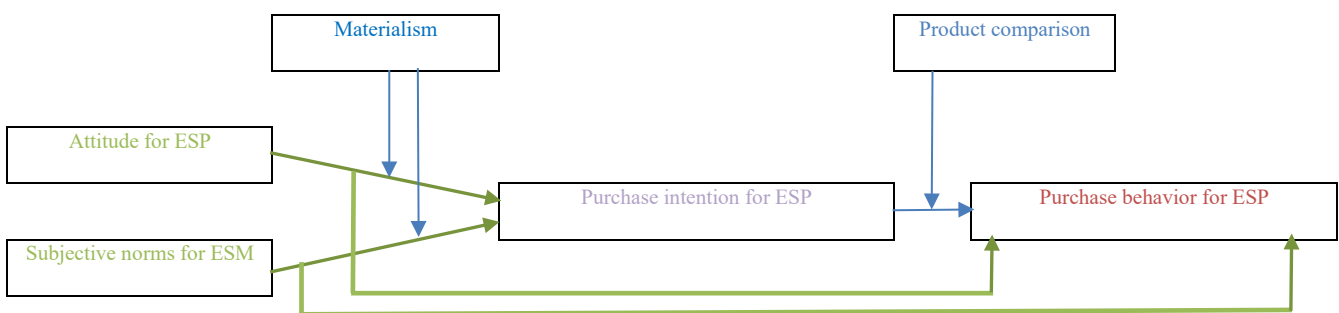 Materialism
Product comparison
Attitude for ESP
Purchase intention for ESP
Purchase behavior for ESP
Subjective norms for ESM